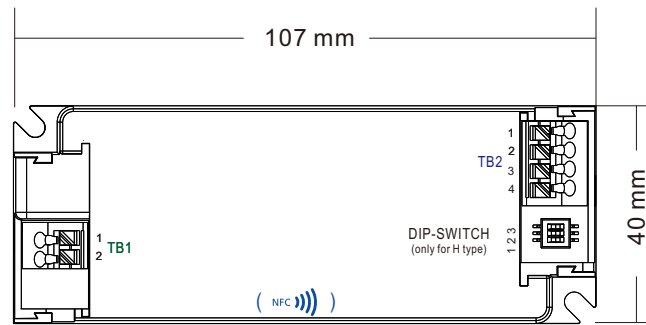 107 mm
1
2
TB2
3
4
40 mm
DIP-SWITCH
(only for H type)
1 2 3
1
TB1
2
( NFC )